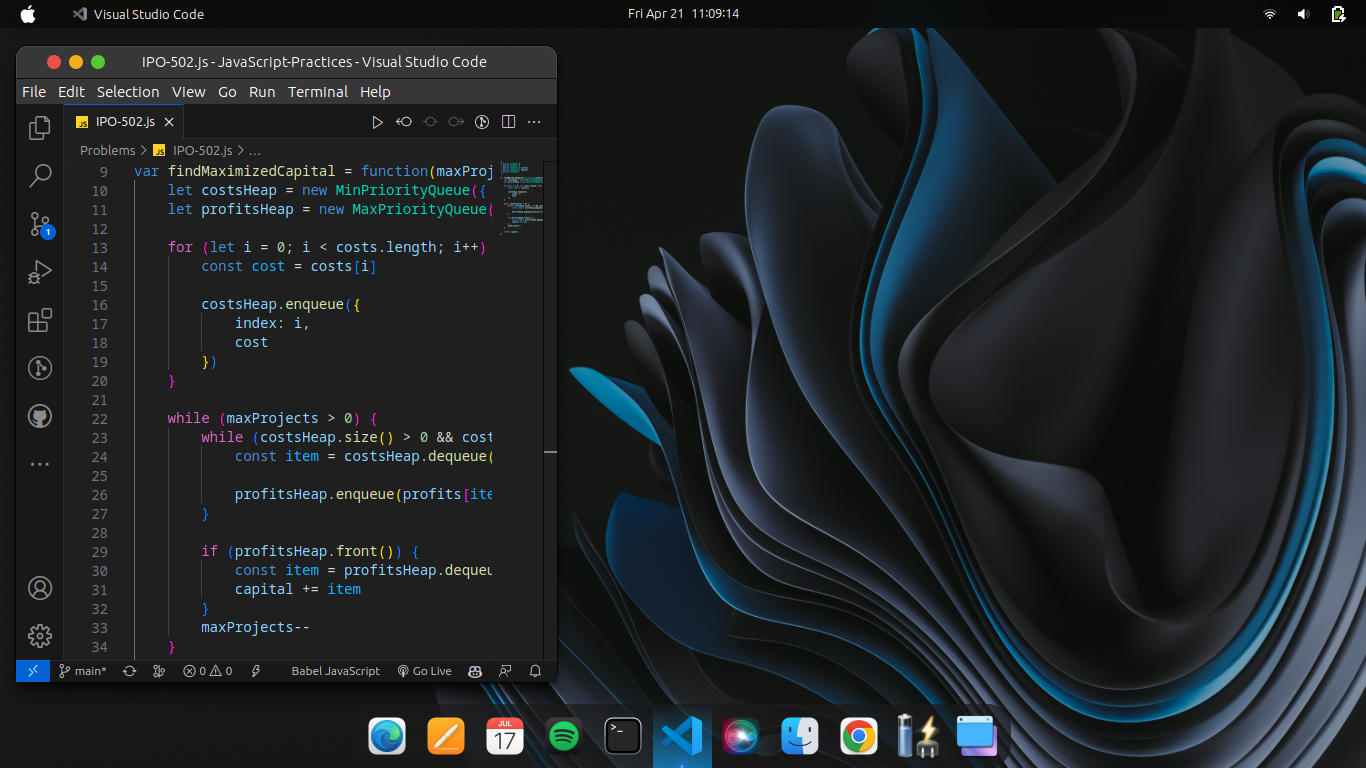 Visual Studio Code
Fri Apr 21 11:09:14
IPO-502.js - JavaScript-Practices - Visual Studio Code
File Edit Selection View Go Run Terminal Help
JS IPO-502.js
Problems > JS IPO-502.js > ...
9 var findMaximizedCapital = function(maxProj
10 let costsHeap = new MinPriorityQueue({
11 let profitsHeap = new MaxPriorityQueue(
12
13 for (let i = 0; i < costs.length; i++)
14 const cost = costs[i]
15
16 costsHeap.enqueue({
17 index: i,
18 cost
19 })
20 }
21
22 while (maxProjects > 0) {
23 while (costsHeap.size() > 0 && cost
24 const item = costsHeap.dequeue(
25
26 profitsHeap.enqueue(profits[ite
27 }
28
29 if (profitsHeap.front()) {
30 const item = profitsHeap.dequeu
31 capital += item
32 }
33 maxProjects--
34 }
1
main* 0 0 Babel JavaScript Go Live
JUL
17
>_